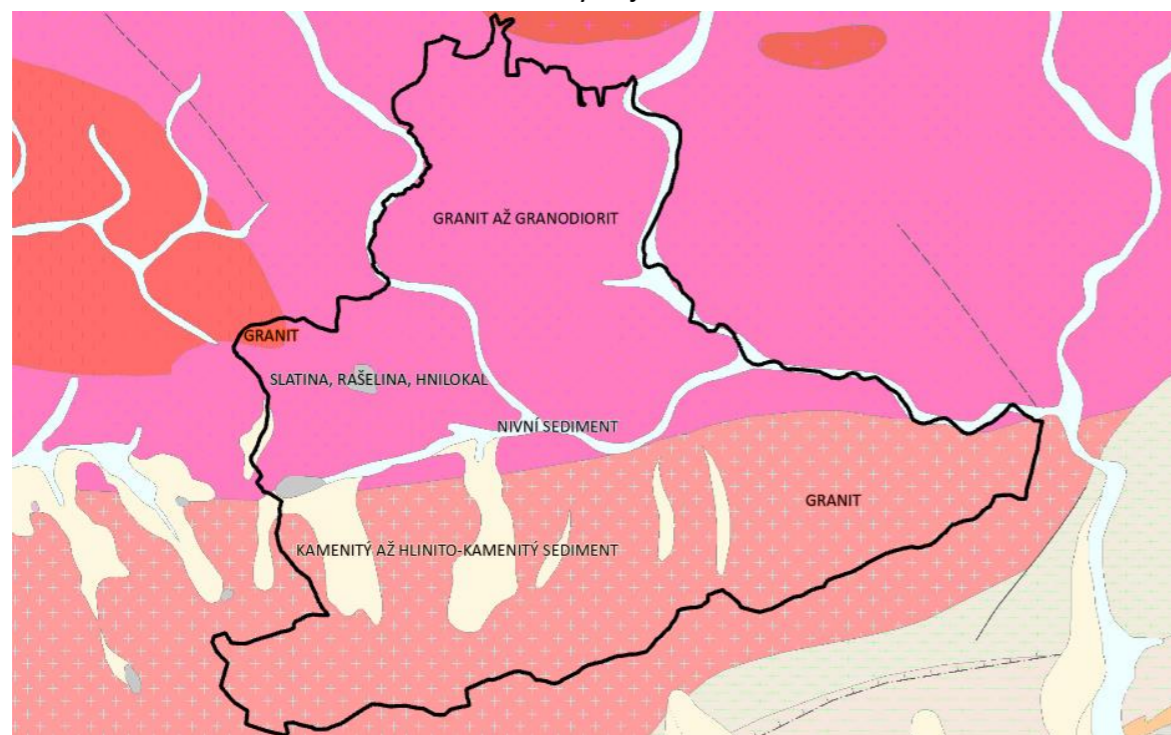 GRANIT AŽ GRANODIORIT
GRANIT
SLATINA, RAŠELINA, HNILOKAL
NIVNÍ SEDIMENT
GRANIT
KAMENITÝ AŽ HLINITO-KAMENITÝ SEDIMENT